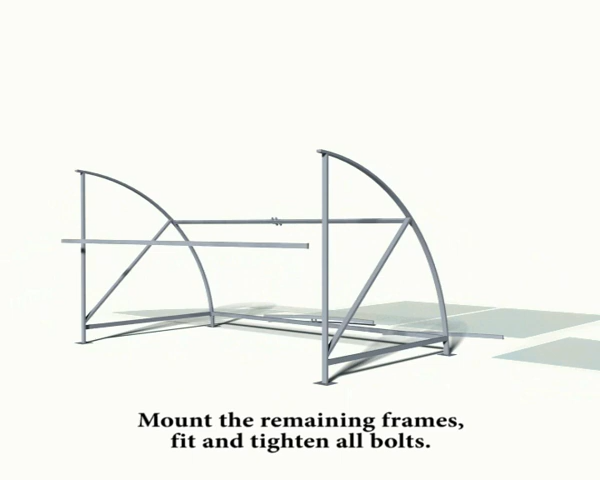 Mount the remaining frames,
fit and tighten all bolts.